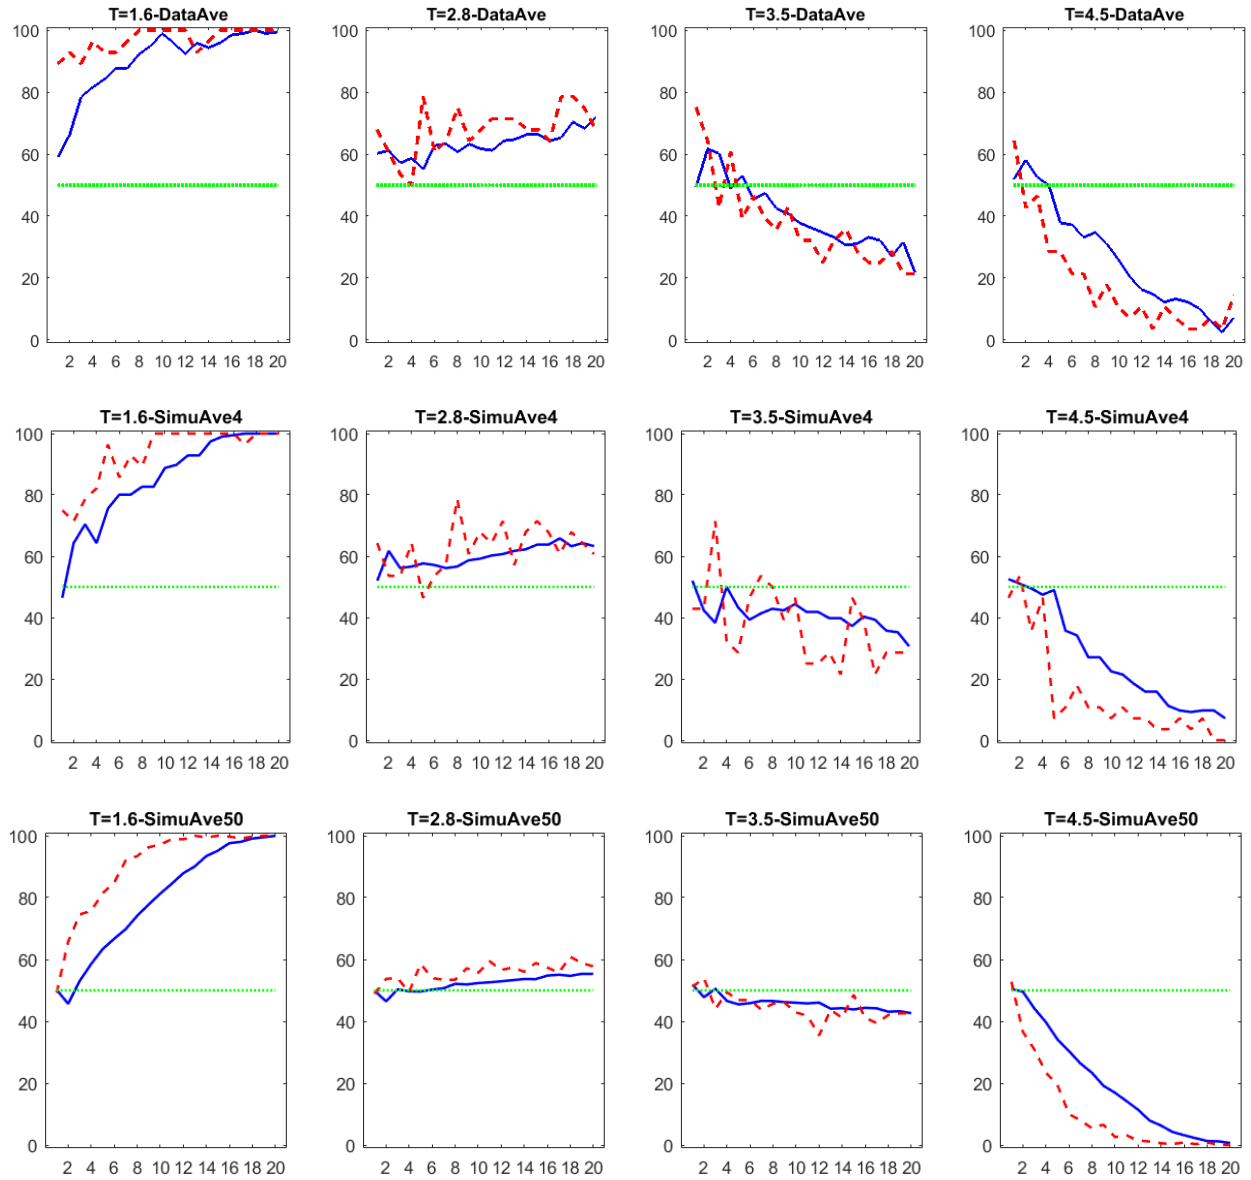 T=1.6-DataAve T=2.8-DataAve T=3.5-DataAve T=4.5-DataAve
100 100 100 100
80 80 80 80
60 60 60 60
40 40 40 40
20 20 20 20
0 0 0 0
2 4 6 8 10 12 14 16 18 20 2 4 6 8 10 12 14 16 18 20 2 4 6 8 10 12 14 16 18 20 2 4 6 8 10 12 14 16 18 20
T=1.6-SimuAve4 T=2.8-SimuAve4 T=3.5-SimuAve4 T=4.5-SimuAve4
100 100 100 100
80 80 80 80
60 60 60 60
40 40 40 40
20 20 20 20
0 0 0 0
2 4 6 8 10 12 14 16 18 20 2 4 6 8 10 12 14 16 18 20 2 4 6 8 10 12 14 16 18 20 2 4 6 8 10 12 14 16 18 20
T=1.6-SimuAve50 T=2.8-SimuAve50 T=3.5-SimuAve50 T=4.5-SimuAve50
100 100 100 100
80 80 80 80
60 60 60 60
40 40 40 40
20 20 20 20
0 0 0 0
2 4 6 8 10 12 14 16 18 20 2 4 6 8 10 12 14 16 18 20 2 4 6 8 10 12 14 16 18 20 2 4 6 8 10 12 14 16 18 20